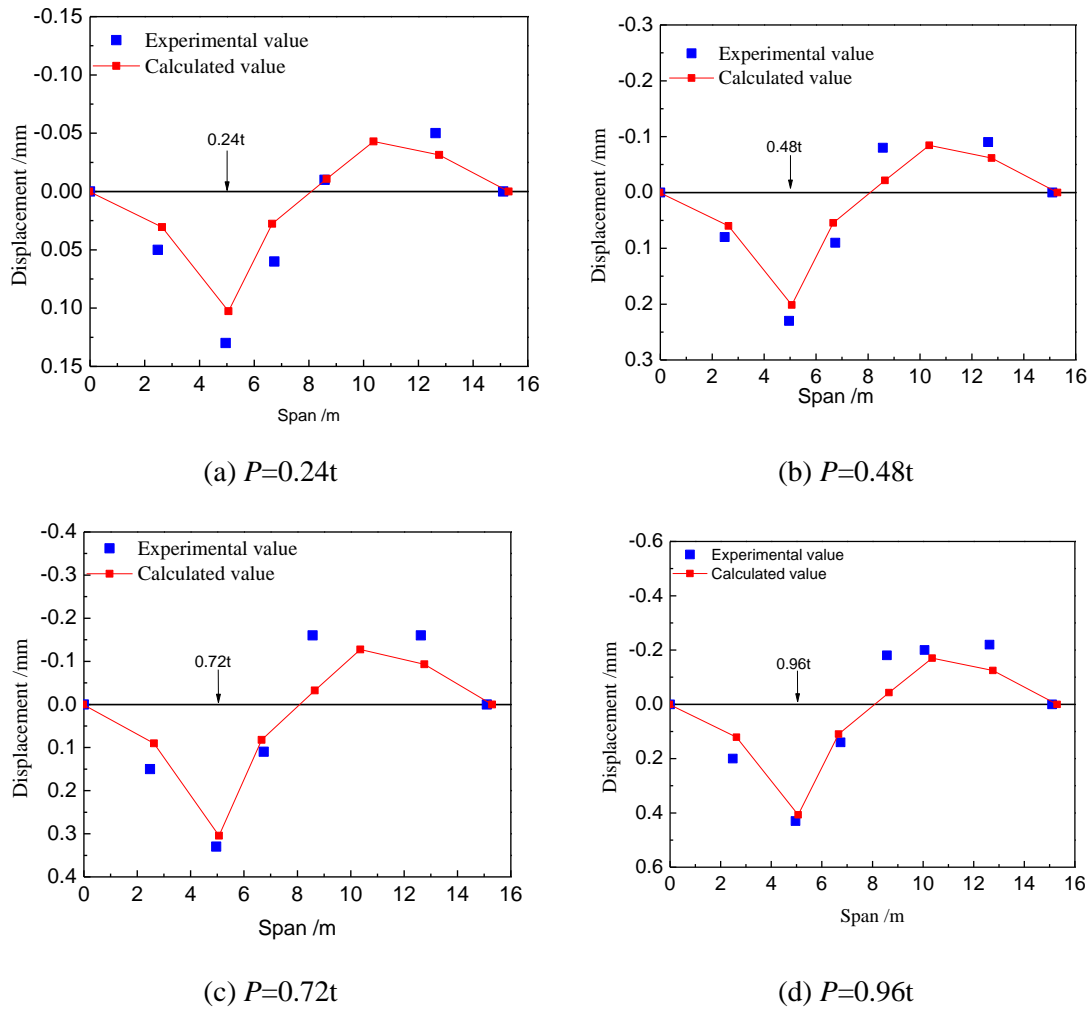 -0.15
-0.10
-0.05
0.00
0.05
0.10
0.15
Displacement /mm
Experimental value
Calculated value
0.24t
0 2 4 6 8 10 12 14 16
Span /m
(a) P=0.24t
-0.3
-0.2
-0.1
0.0
0.1
0.2
0.3
Displacement /mm
Experimental value
Calculated value
0.48t
0 2 4 6 8 10 12 14 16
Span /m
(b) P=0.48t
-0.4
-0.3
-0.2
-0.1
0.0
0.1
0.2
0.3
0.4
Displacement /mm
Experimental value
Calculated value
0.72t
0 2 4 6 8 10 12 14 16
Span /m
(c) P=0.72t
-0.6
-0.4
-0.2
0.0
0.2
0.4
0.6
Displacement /mm
Experimental value
Calculated value
0.96t
0 2 4 6 8 10 12 14 16
Span /m
(d) P=0.96t